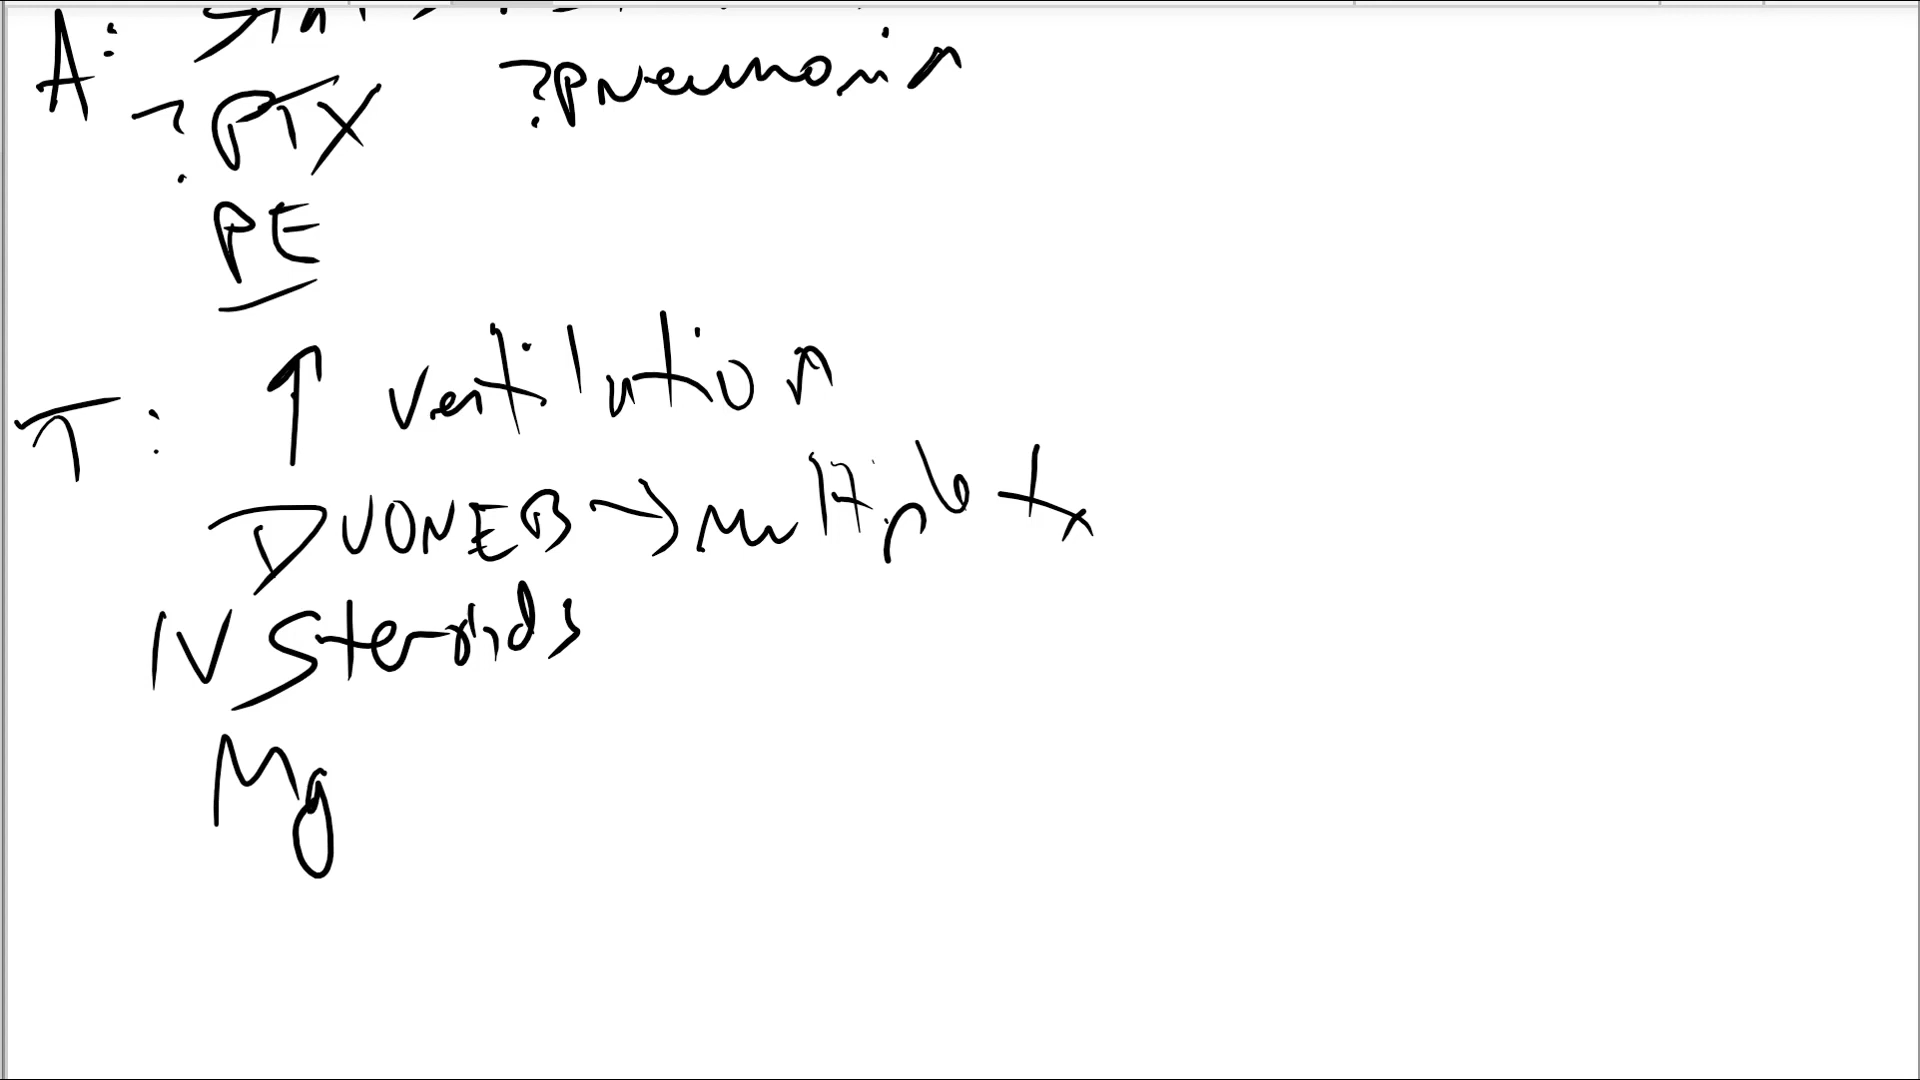 A:
?PTX ?pneumonia
PE
T: ↑ ventilation
DUONEB → multiple tx
IV Steroids
Mg